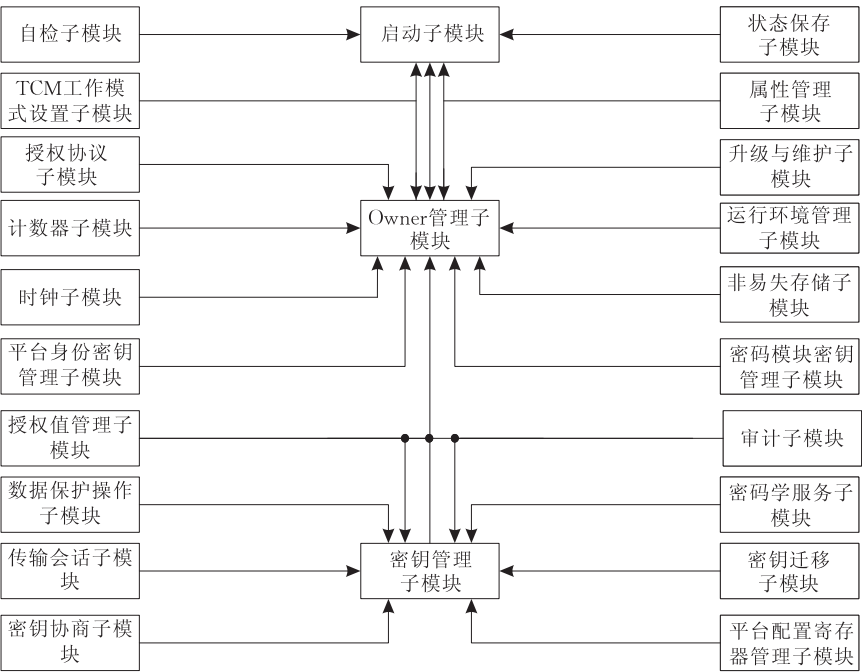 自检子模块
启动子模块
状态保存
子模块
TCM工作模
式设置子模块
属性管理
子模块
授权协议
子模块
升级与维护子
模块
计数器子模块
Owner管理子
模块
运行环境管理
子模块
时钟子模块
非易失存储子
模块
平台身份密钥
管理子模块
密码模块密钥
管理子模块
授权值管理子
模块
审计子模块
数据保护操作
子模块
密码学服务子
模块
传输会话子模
块
密钥管理
子模块
密钥迁移
子模块
密钥协商子模
块
平台配置寄存
器管理子模块